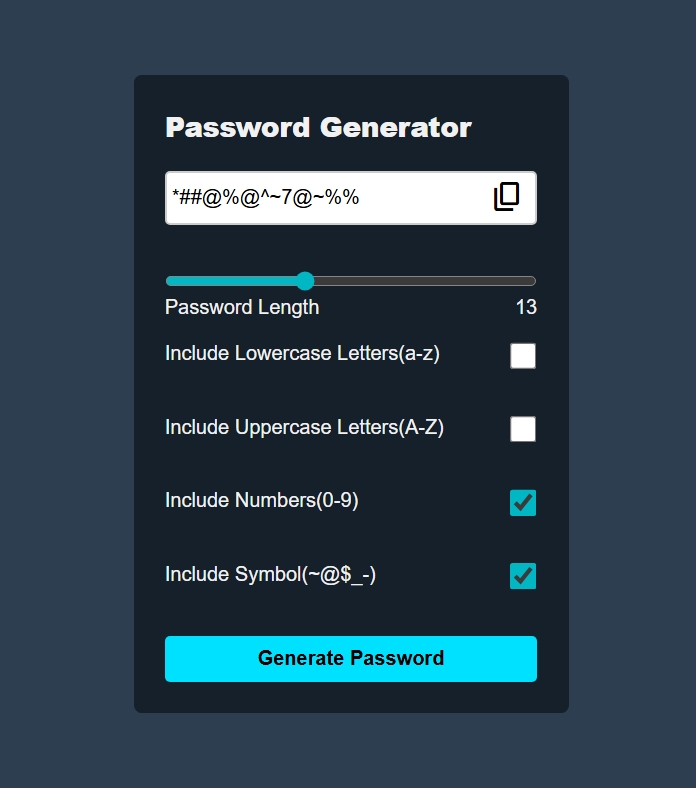 Password Generator
*##@%@^~7@~%%
Password Length 13
Include Lowercase Letters(a-z)
Include Uppercase Letters(A-Z)
Include Numbers(0-9)
Include Symbol(~@$_-)
Generate Password